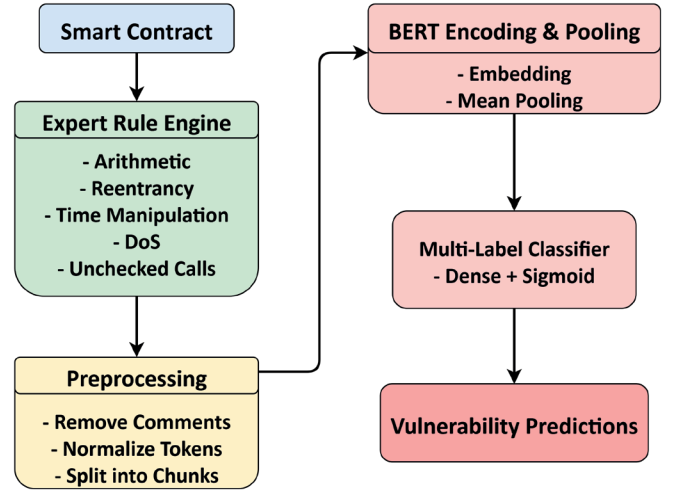 Smart Contract
Expert Rule Engine
- Arithmetic
- Reentrancy
- Time Manipulation
- DoS
- Unchecked Calls
Preprocessing
- Remove Comments
- Normalize Tokens
- Split into Chunks
BERT Encoding & Pooling
- Embedding
- Mean Pooling
Multi-Label Classifier
- Dense + Sigmoid
Vulnerability Predictions